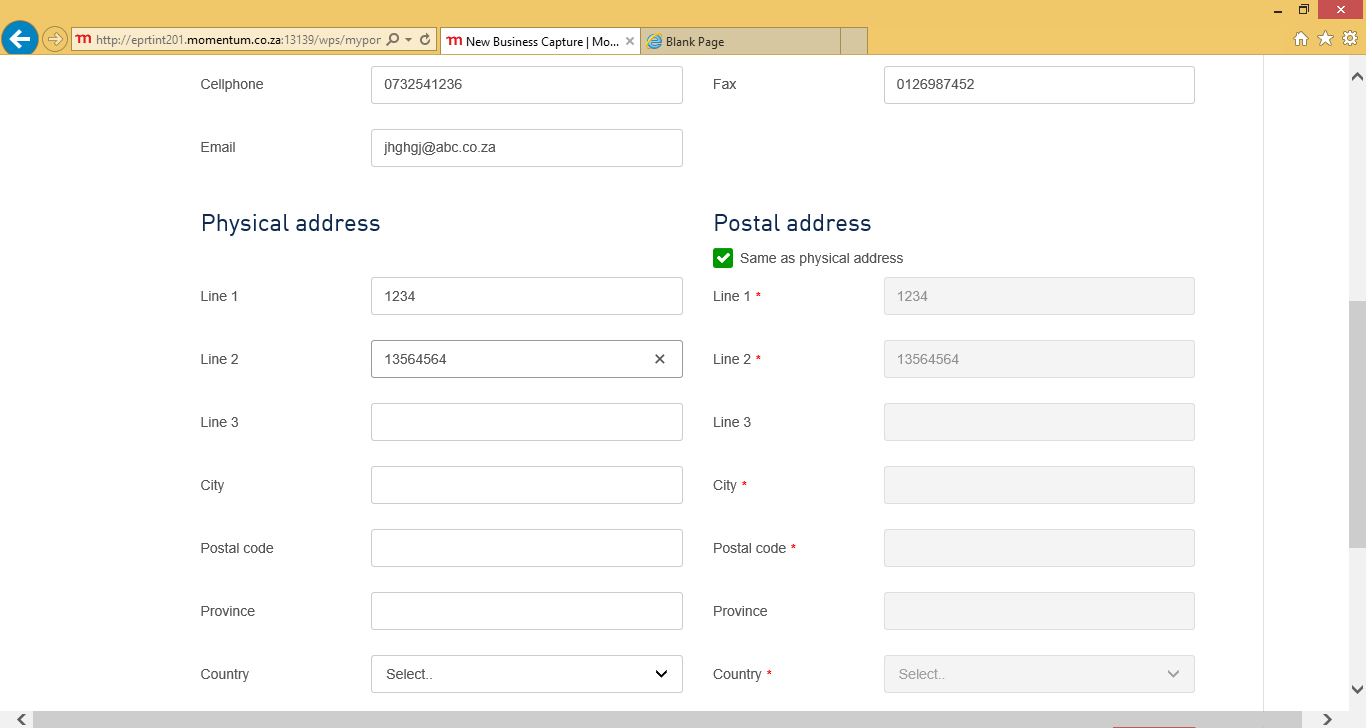 http://eprtint201.momentum.co.za:13139/wps/mypor
New Business Capture | Mo...
Blank Page
Cellphone
0732541236
Fax
0126987452
Email
jhghgj@abc.co.za
Physical address
Postal address
Same as physical address
Line 1
1234
Line 1 *
1234
Line 2
13564564
Line 2 *
13564564
Line 3
Line 3
City
City *
Postal code
Postal code *
Province
Province
Country
Select..
Country *
Select..